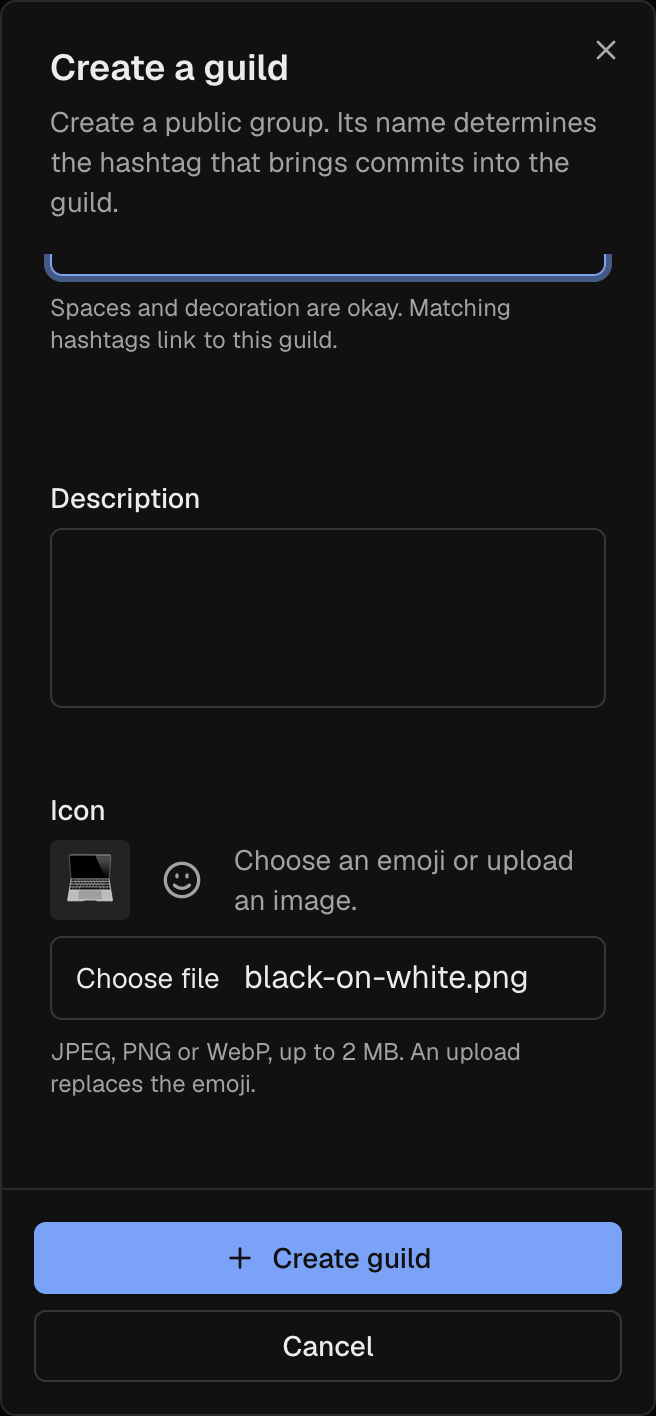 Create a guild
Create a public group. Its name determines
the hashtag that brings commits into the
guild.
Spaces and decoration are okay. Matching
hashtags link to this guild.
Description
Icon
Choose an emoji or upload
an image.
Choose file black-on-white.png
JPEG, PNG or WebP, up to 2 MB. An upload
replaces the emoji.
Create guild
Cancel